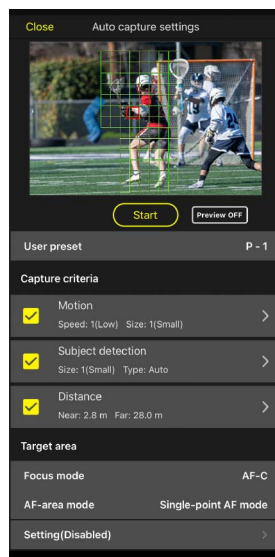 Close Auto capture settings
Start Preview OFF
User preset P - 1
Capture criteria
Motion
Speed: 1(Low) Size: 1(Small)
Subject detection
Size: 1(Small) Type: Auto
Distance
Near: 2.8 m Far: 28.0 m
Target area
Focus mode AF-C
AF-area mode Single-point AF mode
Setting(Disabled)